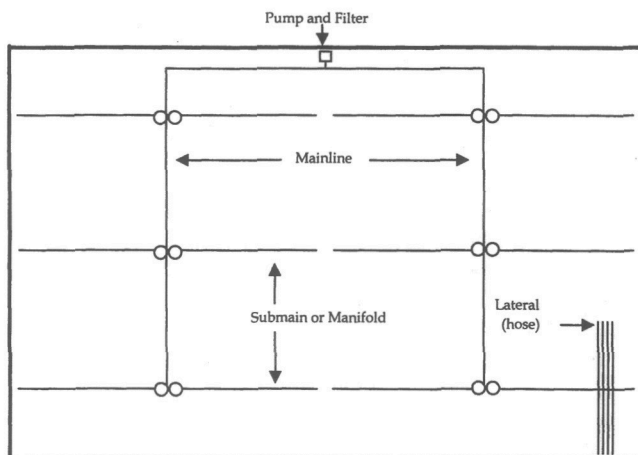 Pump and Filter
Mainline
Submain or Manifold
Lateral
(hose)